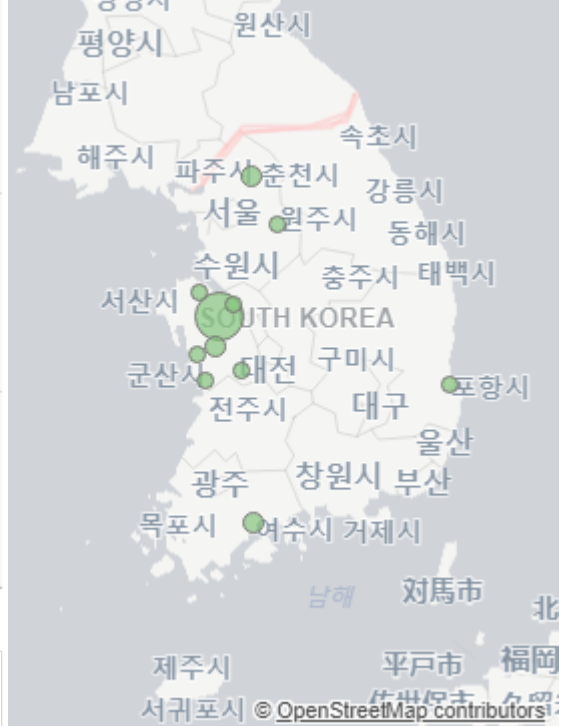 원산시
평양시
남포시
속초시
해주시
파주시
춘천시
강릉시
서울
원주시
동해시
수원시
충주시
태백시
서산시
SOUTH KOREA
구미시
대전
군산시
포항시
전주시
대구
울산
창원시
부산
광주
목포시
여수시
거제시
対馬市
남해
北
제주시
平戸市
福岡
서귀포시
© OpenStreetMap contributors